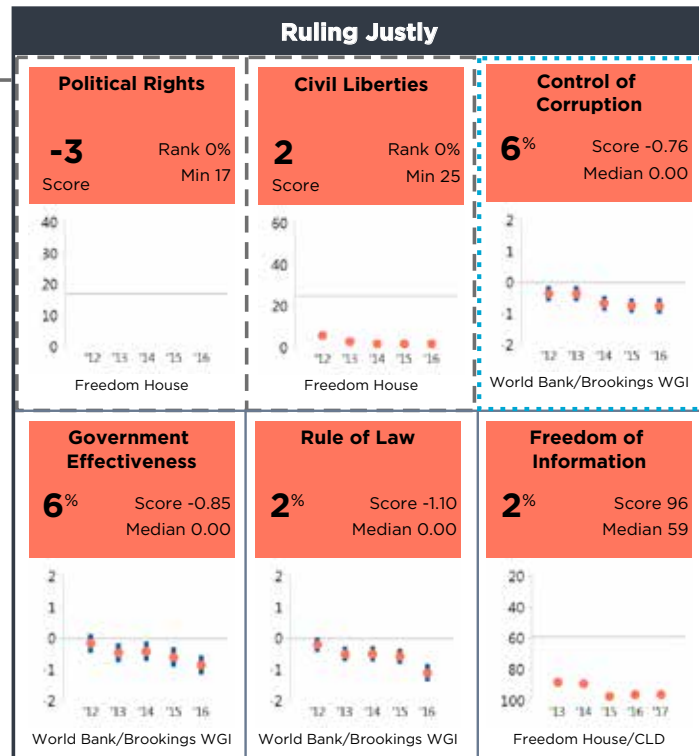 Ruling Justly
Political Rights
-3
Score
Rank 0%
Min 17
40
30
20
10
0
'12 '13 '14 '15 '16
Freedom House
Civil Liberties
2
Score
Rank 0%
Min 25
60
40
20
0
'12 '13 '14 '15 '16
Freedom House
Control of
Corruption
6%
Score -0.76
Median 0.00
2
1
0
-1
-2
'12 '13 '14 '15 '16
World Bank/Brookings WGI
Government
Effectiveness
6%
Score -0.85
Median 0.00
2
1
0
-1
-2
'12 '13 '14 '15 '16
World Bank/Brookings WGI
Rule of Law
2%
Score -1.10
Median 0.00
2
1
0
-1
-2
'12 '13 '14 '15 '16
World Bank/Brookings WGI
Freedom of
Information
2%
Score 96
Median 59
20
40
60
80
100
'13 '14 '15 '16 '17
Freedom House/CLD